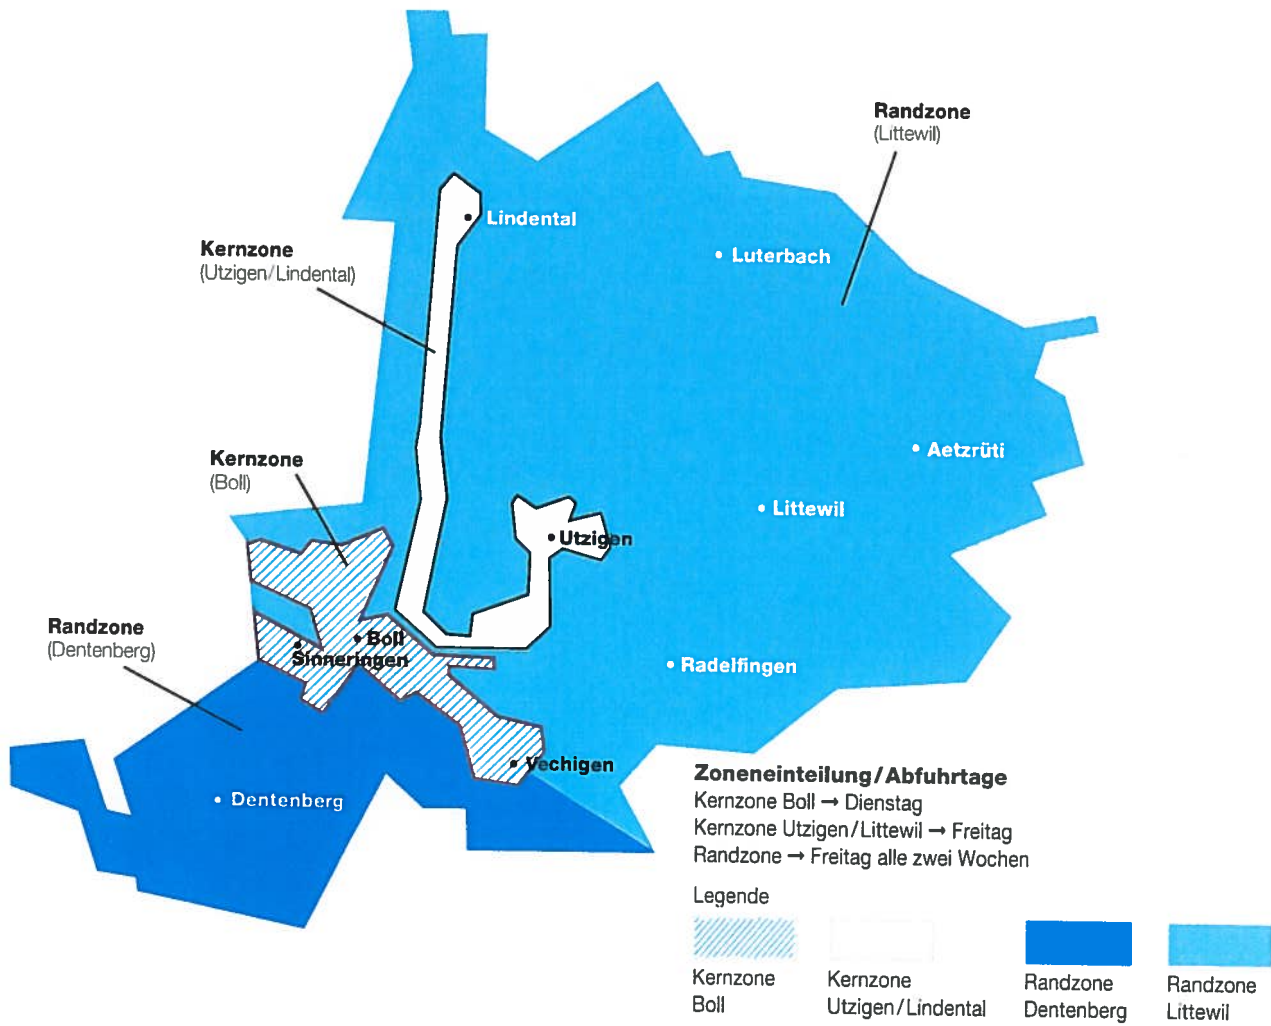 Randzone
(Littewil)
Lindental
Kernzone
(Utzigen/Lindental)
Luterbach
Aetzrüti
Kernzone
(Boll)
Littewil
Utzigen
Randzone
(Dentenberg)
Boll
Sinneringen
Radelfingen
Vechigen
Dentenberg
Zoneneinteilung/Abfuhrtage
Kernzone Boll → Dienstag
Kernzone Utzigen/Littewil → Freitag
Randzone → Freitag alle zwei Wochen
Legende
Kernzone
Boll
Kernzone
Utzigen/Lindental
Randzone
Dentenberg
Randzone
Littewil